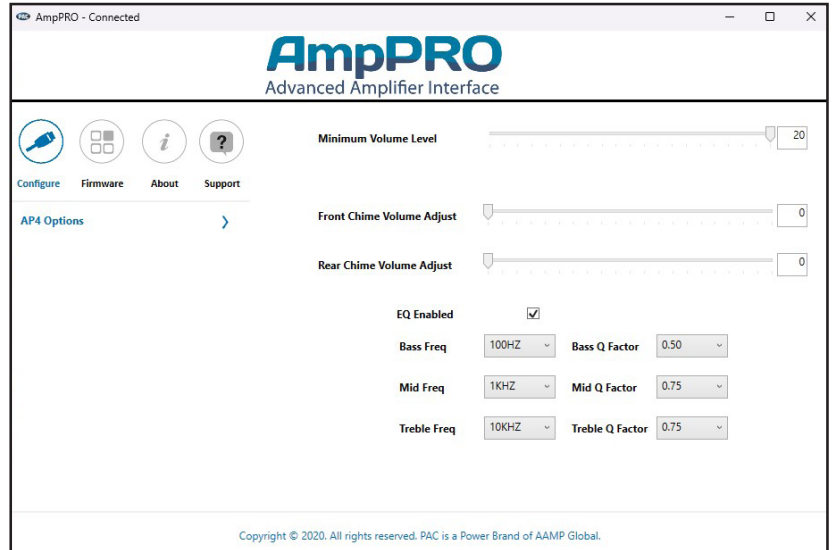 PAC AmpPRO - Connected
AmpPRO
Advanced Amplifier Interface
Configure Firmware About Support
AP4 Options
Minimum Volume Level 20
Front Chime Volume Adjust 0
Rear Chime Volume Adjust 0
EQ Enabled
Bass Freq 100HZ Bass Q Factor 0.50
Mid Freq 1KHZ Mid Q Factor 0.75
Treble Freq 10KHZ Treble Q Factor 0.75
Copyright © 2020. All rights reserved. PAC is a Power Brand of AAMP Global.